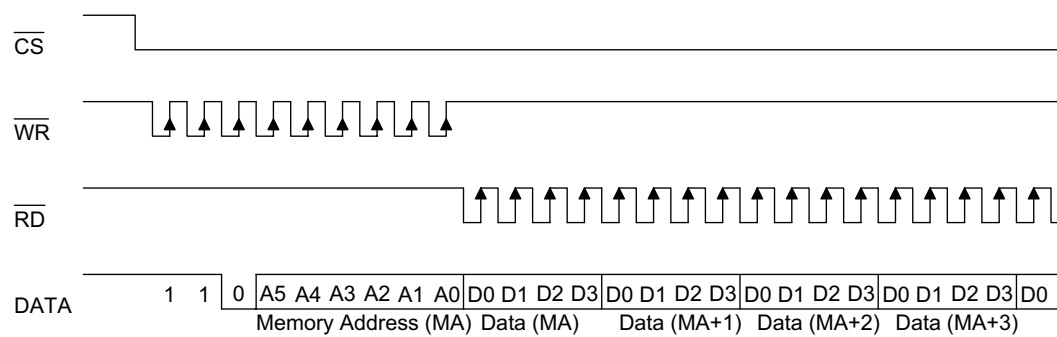 CS
WR
RD
DATA 1 1 0 A5 A4 A3 A2 A1 A0 D0 D1 D2 D3 D0 D1 D2 D3 D0 D1 D2 D3 D0 D1 D2 D3 D0
Memory Address (MA) Data (MA) Data (MA+1) Data (MA+2) Data (MA+3)